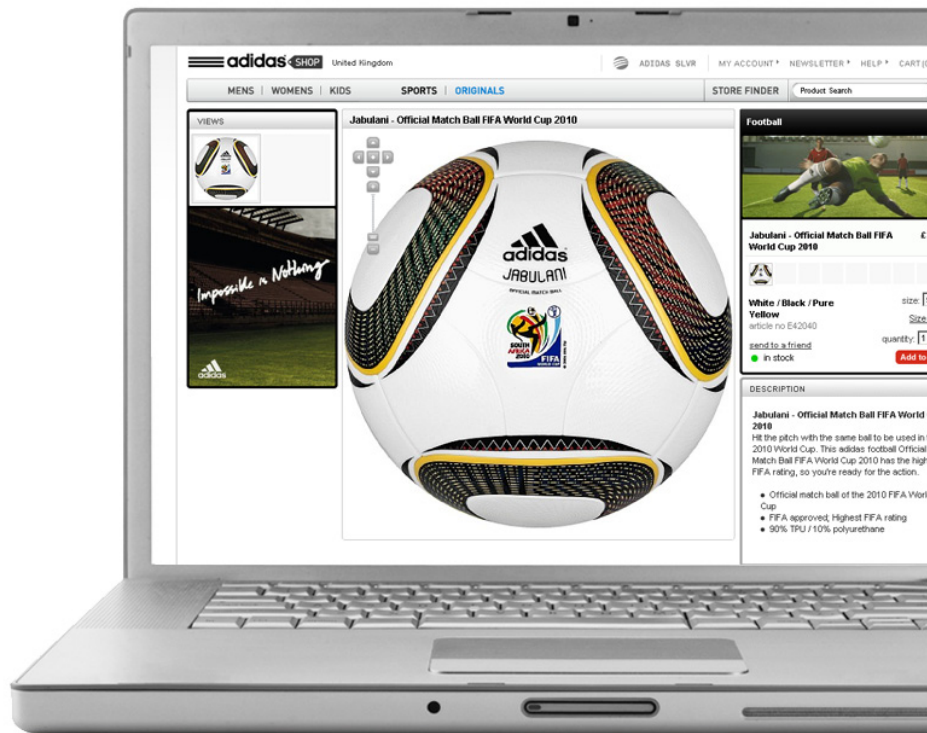 adidas SHOP United Kingdom
ADIDAS SLVR MY ACCOUNT NEWSLETTER HELP CART
MENS | WOMENS | KIDS SPORTS | ORIGINALS STORE FINDER Product Search
VIEWS
Impossible is Nothing
adidas
Jabulani - Official Match Ball FIFA World Cup 2010
adidas
JABULANI
OFFICIAL MATCH BALL
SOUTH
AFRICA
2010
FIFA
WORLD CUP
Football
Jabulani - Official Match Ball FIFA £
World Cup 2010
White / Black / Pure
Yellow
article no E42040
size:
Size
send to a friend
quantity: 1
in stock
Add to
DESCRIPTION
Jabulani - Official Match Ball FIFA World
2010
Hit the pitch with the same ball to be used in
2010 World Cup. This adidas football Official
Match Ball FIFA World Cup 2010 has the high
FIFA rating, so you're ready for the action.
• Official match ball of the 2010 FIFA Worl
Cup
• FIFA approved; Highest FIFA rating
• 90% TPU / 10% polyurethane